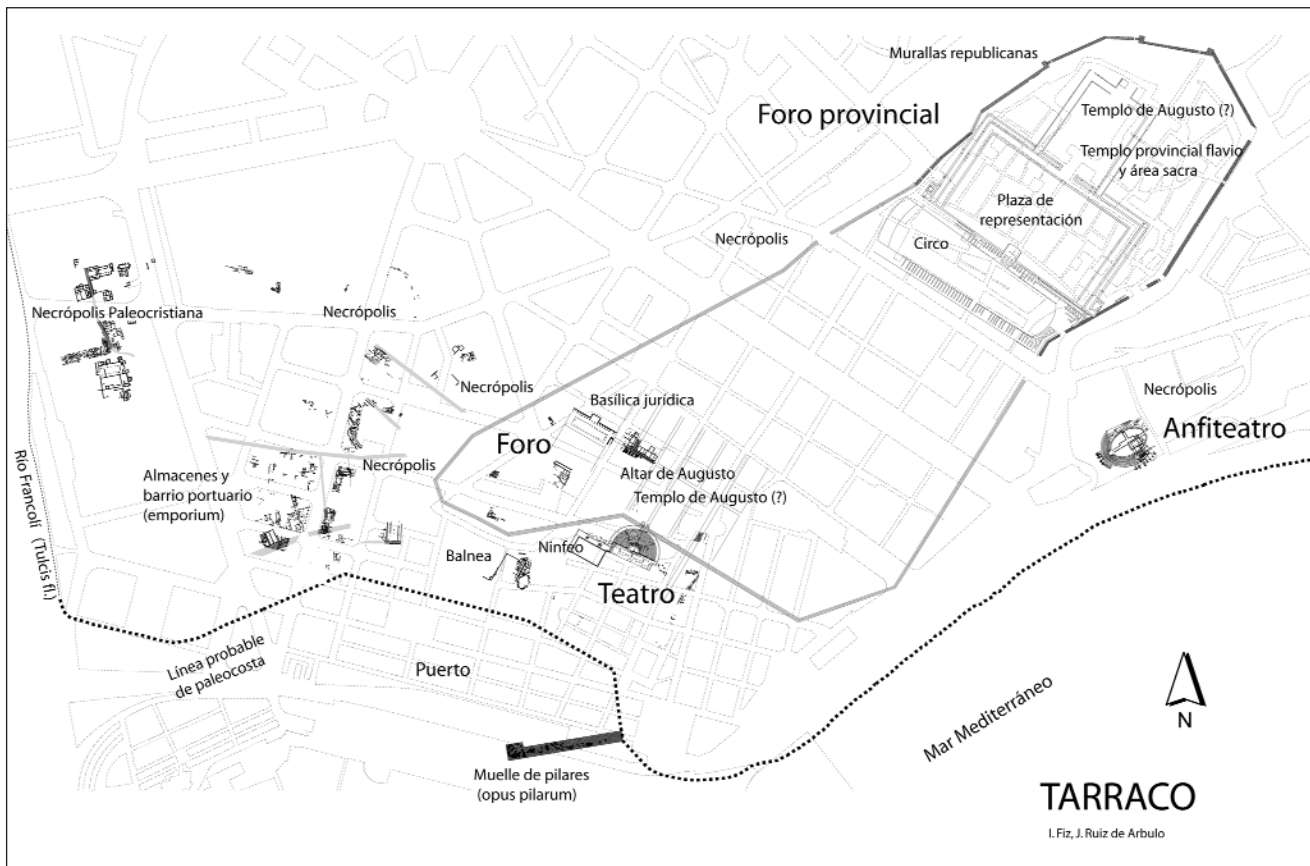 Murallas republicanas
Foro provincial
Templo de Augusto (?)
Templo provincial flavio
y área sacra
Plaza de
representación
Necrópolis
Circo
Necrópolis Paleocristiana
Necrópolis
Necrópolis
Necrópolis
Basílica jurídica
Anfiteatro
Foro
Necrópolis
Altar de Augusto
Almacenes y
barrio portuario
(emporium)
Templo de Augusto (?)
Río Francolí (Tulcis fl.)
Balnea
Ninfeo
Teatro
Línea probable
de paleocosta
Puerto
Mar Mediterráneo
N
Muelle de pilares
(opus pilarum)
TARRACO
I. Fiz, J. Ruiz de Arbulo